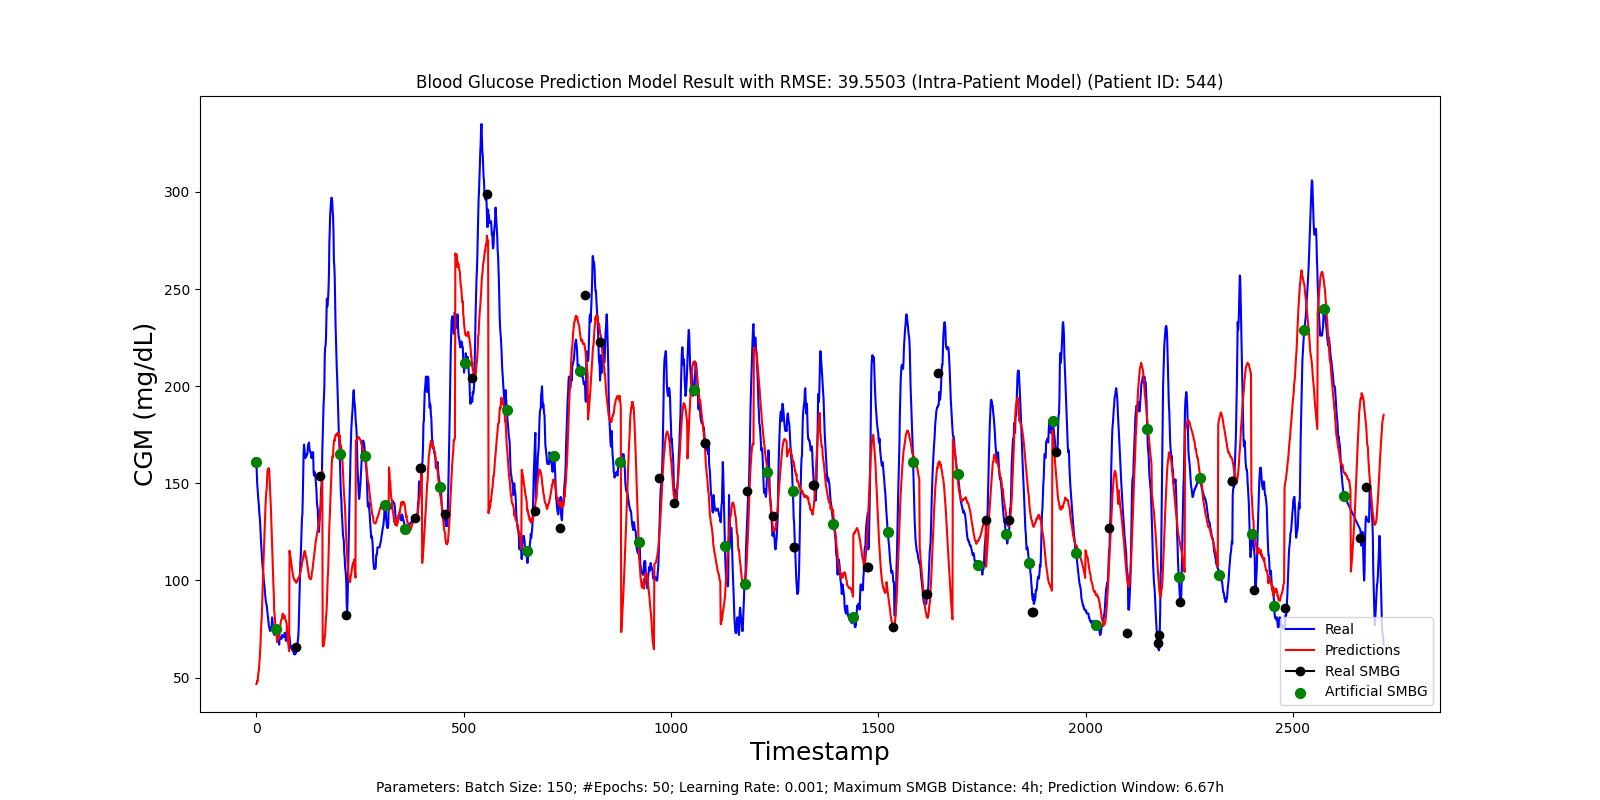 Blood Glucose Prediction Model Result with RMSE: 39.5503 (Intra-Patient Model) (Patient ID: 544)
CGM (mg/dL)
300
250
200
150
100
50
0 500 1000 1500 2000 2500
Timestamp
Real
Predictions
Real SMBG
Artificial SMBG
Parameters: Batch Size: 150; #Epochs: 50; Learning Rate: 0.001; Maximum SMGB Distance: 4h; Prediction Window: 6.67h